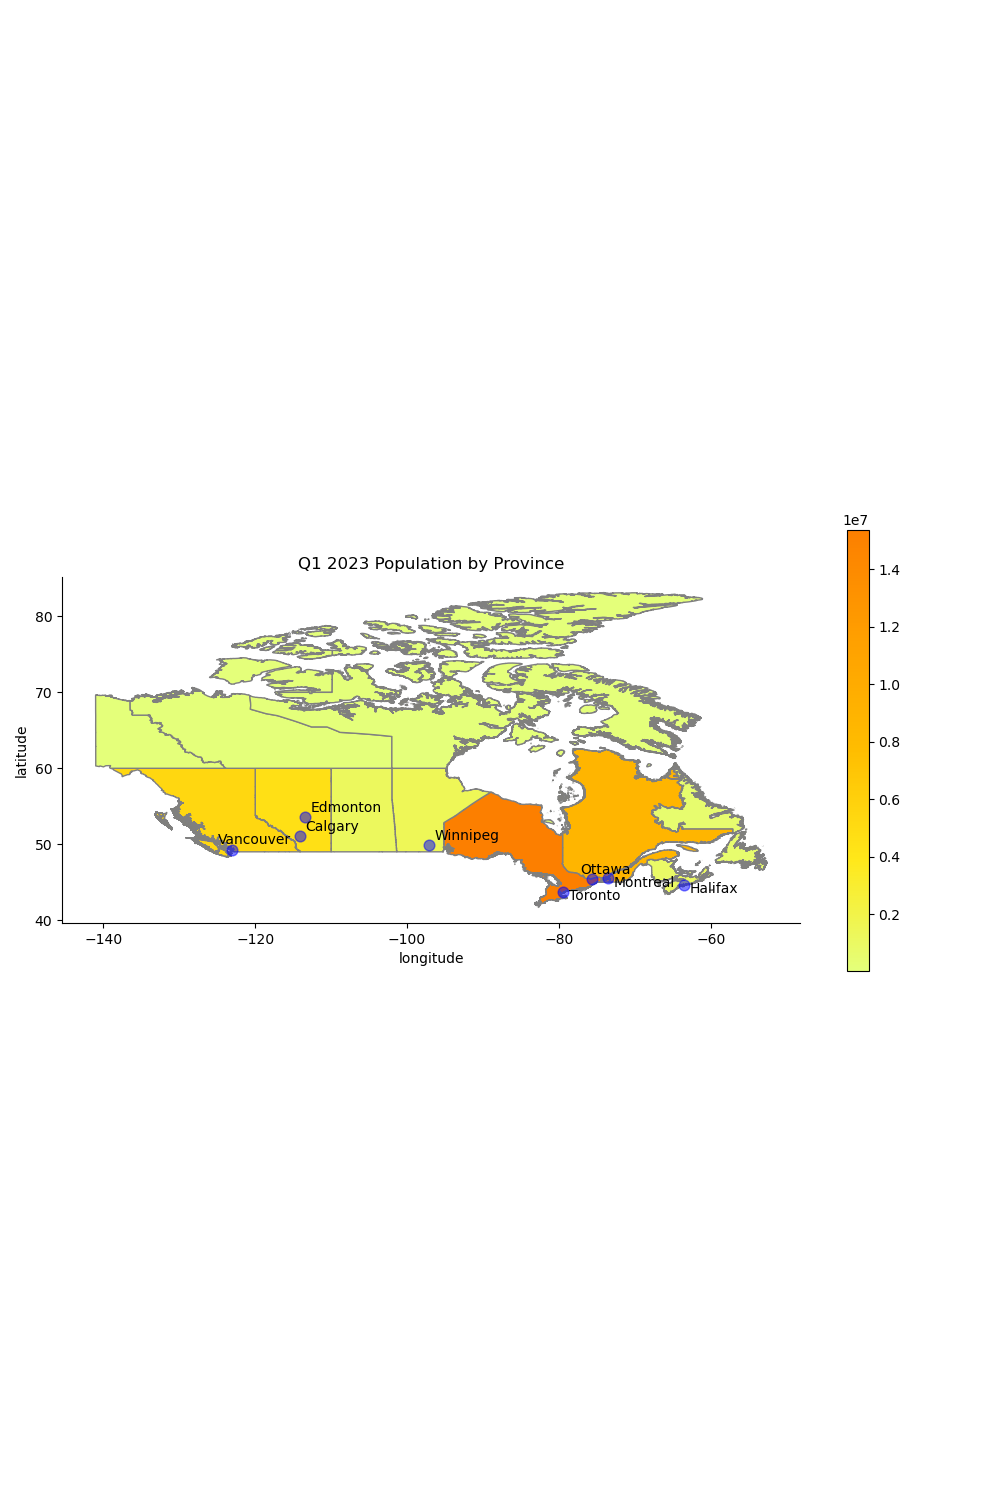 1e7
Q1 2023 Population by Province
1.4
1.2
1.0
0.8
0.6
0.4
0.2
latitude
80
70
60
50
40
Edmonton
Calgary
Vancouver
Winnipeg
Ottawa
Montreal
Halifax
Toronto
−140
−120
−100
−80
−60
longitude